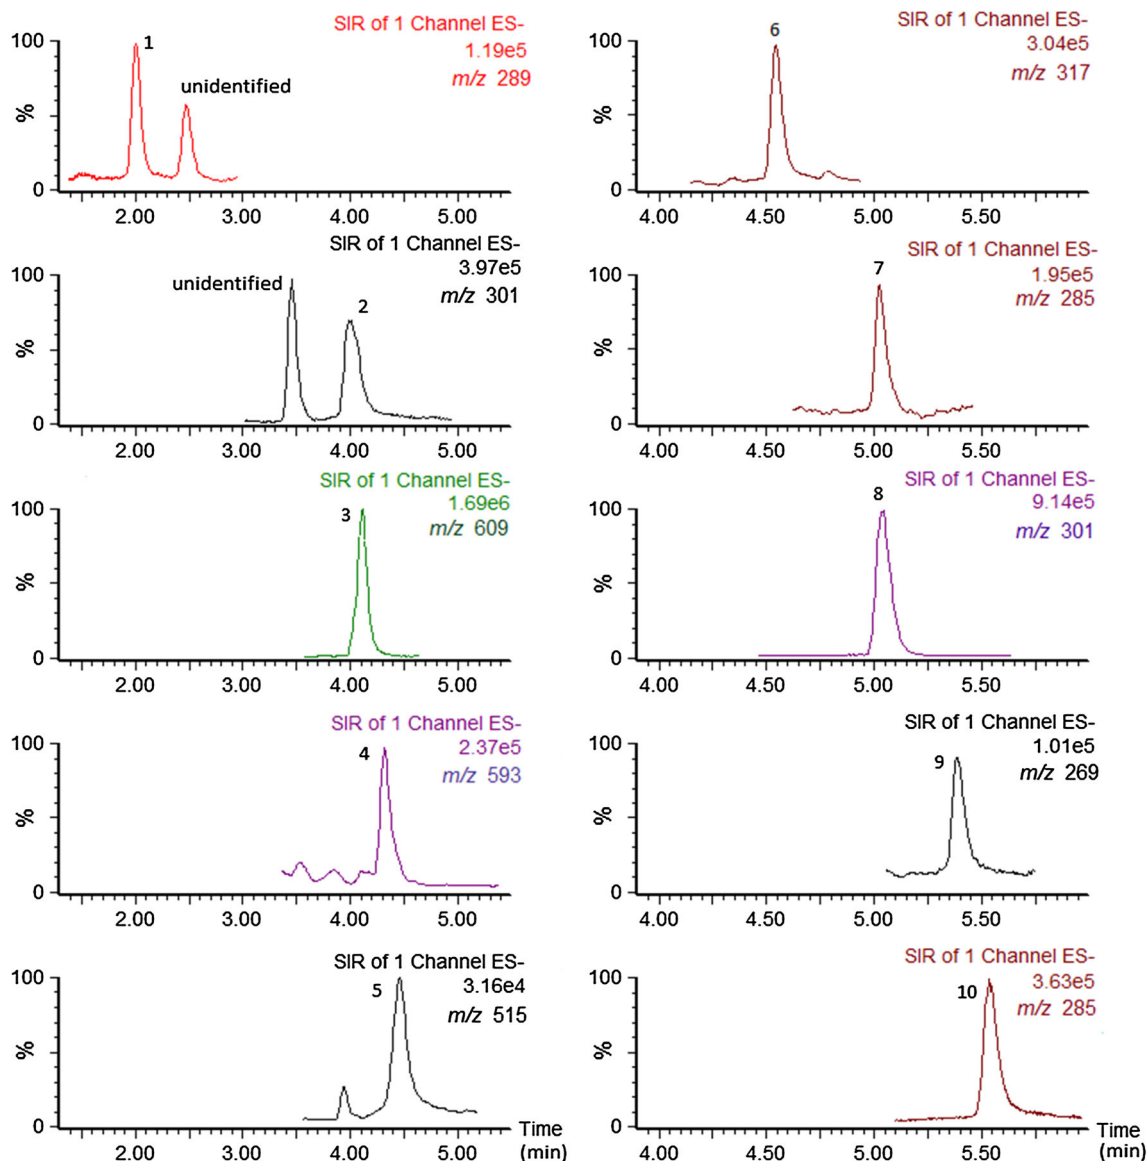 SIR of 1 Channel ES-
1.19e5
m/z 289
100
1
unidentified
%
0
2.00 3.00 4.00 5.00
SIR of 1 Channel ES-
3.97e5
m/z 301
100
unidentified
2
%
0
2.00 3.00 4.00 5.00
SIR of 1 Channel ES-
1.69e6
m/z 609
100
3
%
0
2.00 3.00 4.00 5.00
SIR of 1 Channel ES-
2.37e5
m/z 593
100
4
%
0
2.00 3.00 4.00 5.00
SIR of 1 Channel ES-
3.16e4
m/z 515
100
5
%
0
2.00 3.00 4.00 5.00
Time
(min)
SIR of 1 Channel ES-
3.04e5
m/z 317
100
6
%
0
4.00 4.50 5.00 5.50
SIR of 1 Channel ES-
1.95e5
m/z 285
100
7
%
0
4.00 4.50 5.00 5.50
SIR of 1 Channel ES-
9.14e5
m/z 301
100
8
%
0
4.00 4.50 5.00 5.50
SIR of 1 Channel ES-
1.01e5
m/z 269
100
9
%
0
4.00 4.50 5.00 5.50
SIR of 1 Channel ES-
3.63e5
m/z 285
100
10
%
0
4.00 4.50 5.00 5.50
Time
(min)